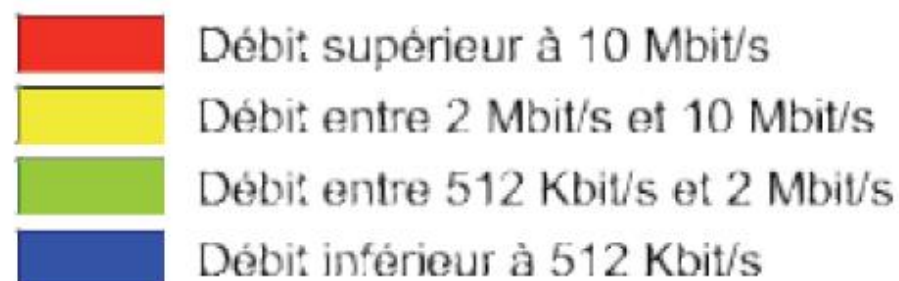 Débit supérieur à 10 Mbit/s
Débit entre 2 Mbit/s et 10 Mbit/s
Débit entre 512 Kbit/s et 2 Mbit/s
Débit inférieur à 512 Kbit/s